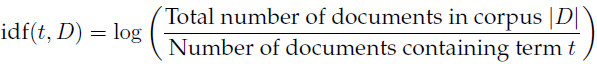 idf(t, D) = log ( Total number of documents in corpus |D|
Number of documents containing term t )